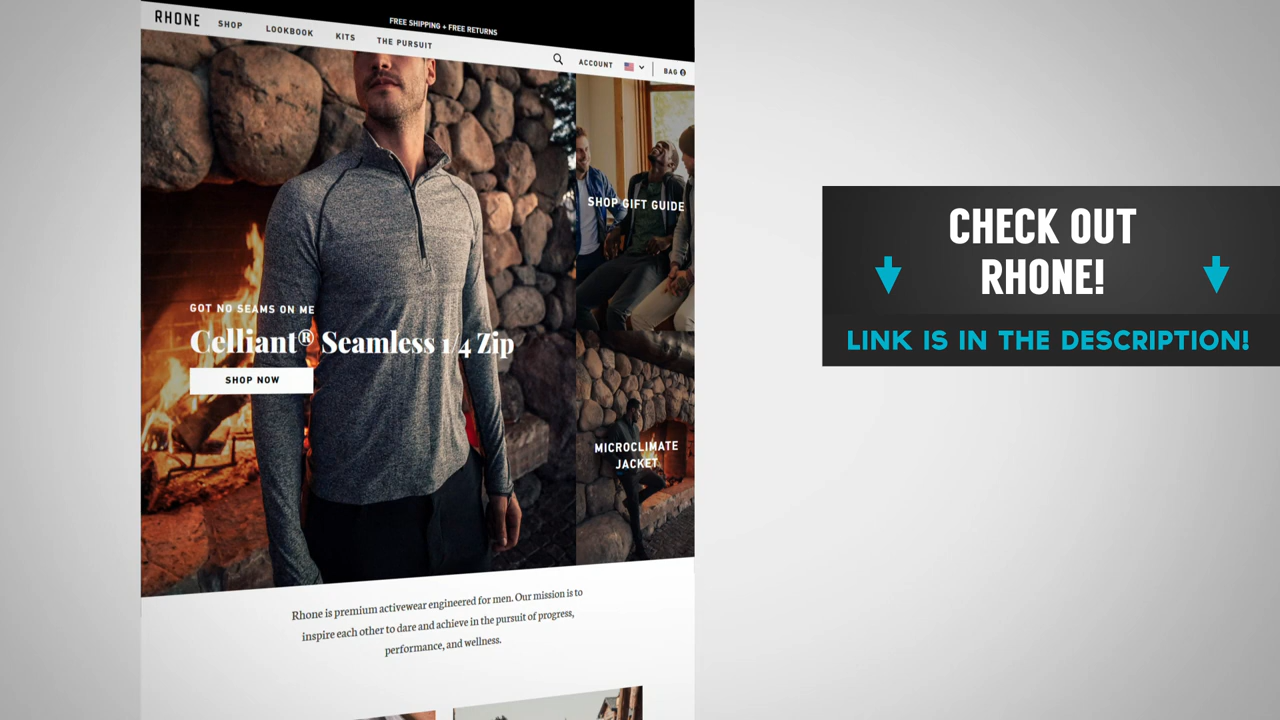 FREE SHIPPING + FREE RETURNS
RHONE SHOP LOOKBOOK KITS THE PURSUIT ACCOUNT BAG
SHOP GIFT GUIDE
GOT NO SEAMS ON ME
Celliant® Seamless 1/4 Zip
SHOP NOW
MICROCLIMATE
JACKET
Rhone is premium activewear engineered for men. Our mission is to
inspire each other to dare and achieve in the pursuit of progress,
performance, and wellness.
CHECK OUT
RHONE!
LINK IS IN THE DESCRIPTION!